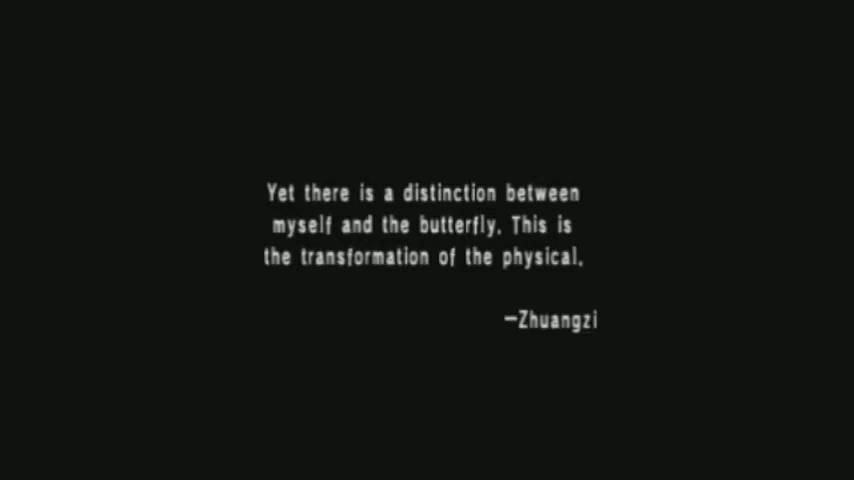 Yet there is a distinction between
myself and the butterfly. This is
the transformation of the physical.
—Zhuangzi